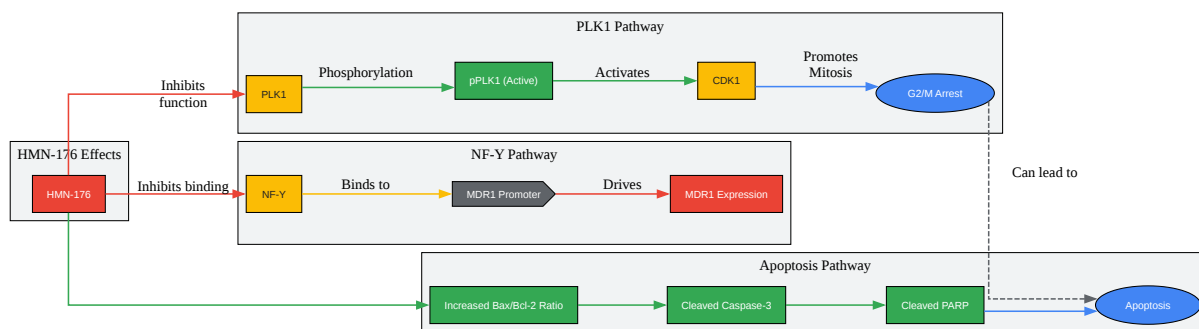 PLK1 Pathway
Inhibits
function
PLK1
Phosphorylation
pPLK1 (Active)
Activates
CDK1
Promotes
Mitosis
G2/M Arrest
HMN-176 Effects
HMN-176
Inhibits binding
NF-Y Pathway
NF-Y
Binds to
MDR1 Promoter
Drives
MDR1 Expression
Can lead to
Apoptosis Pathway
Increased Bax/Bcl-2 Ratio
Cleaved Caspase-3
Cleaved PARP
Apoptosis